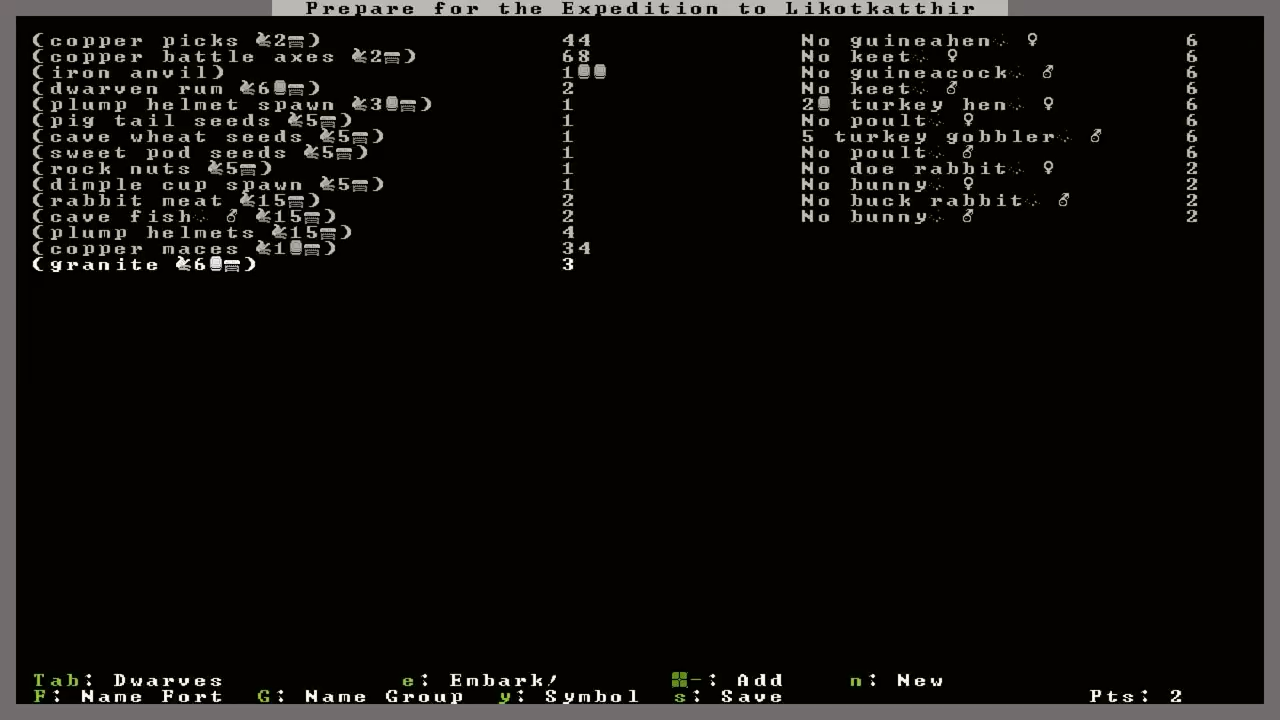 Prepare for the Expedition to Likotkatthir
(copper picks 2) 44
(copper battle axes 2) 68
(iron anvil) 1
(dwarven rum 6) 2
(plump helmet spawn 3) 1
(pig tail seeds 5) 1
(cave wheat seeds 5) 1
(sweet pod seeds 5) 1
(rock nuts 5) 1
(dimple cup spawn 5) 1
(rabbit meat 15) 2
(cave fish ♂ 15) 2
(plump helmets 15) 4
(copper maces 1) 34
(granite 6) 3
No guineahen ♀ 6
No keet ♀ 6
No guineacock ♂ 6
No keet ♂ 6
2 turkey hen ♀ 6
No poult ♀ 6
5 turkey gobbler ♂ 6
No poult ♂ 6
No doe rabbit ♀ 2
No bunny ♀ 2
No buck rabbit ♂ 2
No bunny ♂ 2
Tab: Dwarves e: Embark/ -: Add n: New
F: Name Fort G: Name Group y: Symbol s: Save Pts: 2